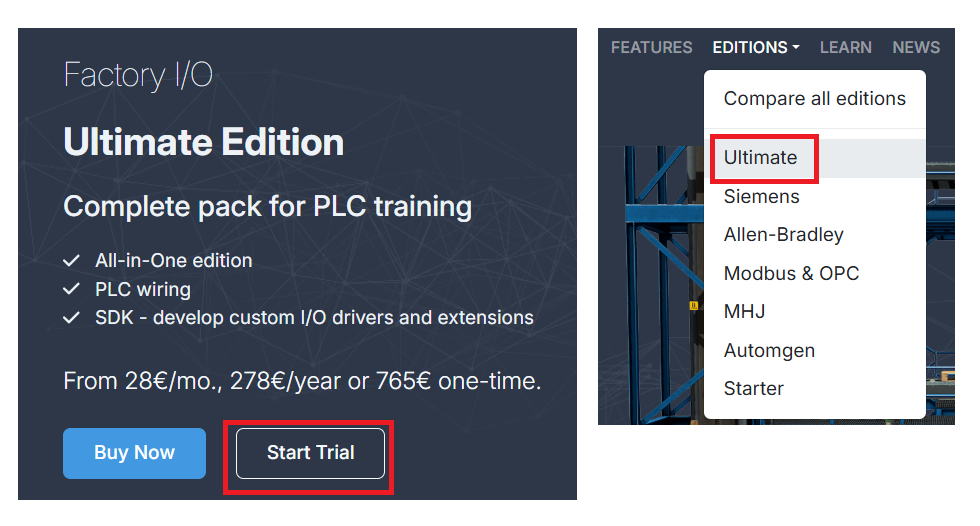 Factory I/O
Ultimate Edition
Complete pack for PLC training
All-in-One edition
PLC wiring
SDK - develop custom I/O drivers and extensions
From 28€/mo., 278€/year or 765€ one-time.
Buy Now
Start Trial
FEATURES EDITIONS LEARN NEWS
Compare all editions
Ultimate
Siemens
Allen-Bradley
Modbus & OPC
MHJ
Automgen
Starter